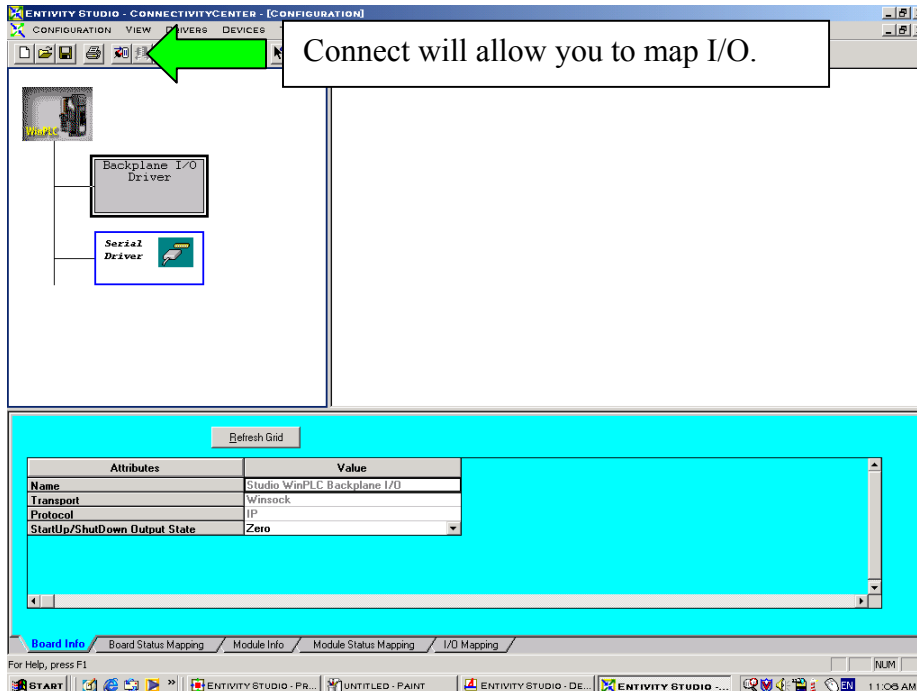 ENTIVITY STUDIO - CONNECTIVITYCENTER - [CONFIGURATION]
CONFIGURATION VIEW DRIVERS DEVICES
Connect will allow you to map I/O.
WinPLC
Backplane I/O
Driver
Serial
Driver
Refresh Grid
Attributes Value
Name Studio WinPLC Backplane I/O
Transport Winsock
Protocol IP
StartUp/ShutDown Output State Zero
Board Info Board Status Mapping Module Info Module Status Mapping I/O Mapping
For Help, press F1 NUM
START » ENTIVITY STUDIO - PR... UNTITLED - PAINT ENTIVITY STUDIO - DE... ENTIVITY STUDIO -... EN 11:06 AM